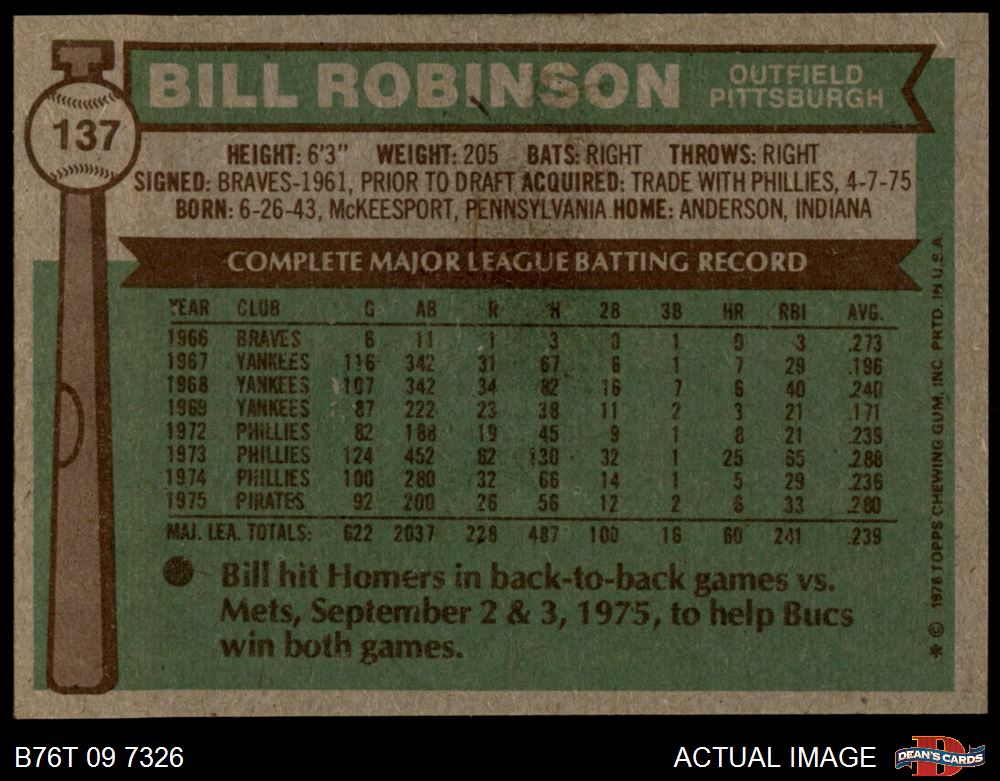 BILL ROBINSON
OUTFIELD
PITTSBURGH
137
HEIGHT: 6'3" WEIGHT: 205 BATS: RIGHT THROWS: RIGHT
SIGNED: BRAVES-1961, PRIOR TO DRAFT ACQUIRED: TRADE WITH PHILLIES, 4-7-75
BORN: 6-26-43, McKEESPORT, PENNSYLVANIA HOME: ANDERSON, INDIANA
COMPLETE MAJOR LEAGUE BATTING RECORD
YEAR CLUB G AB R H 2B 3B HR RBI AVG.
1966 BRAVES 6 11 1 3 0 1 0 3 .273
1967 YANKEES 116 342 31 67 6 1 7 29 .196
1968 YANKEES 107 342 34 82 16 7 6 40 .240
1969 YANKEES 87 222 23 38 11 2 3 21 .171
1972 PHILLIES 82 188 19 45 9 1 8 21 .239
1973 PHILLIES 124 452 62 130 32 1 25 65 .288
1974 PHILLIES 100 280 32 66 14 1 5 29 .236
1975 PIRATES 92 200 26 56 12 2 6 33 .280
MAJ. LEA. TOTALS: 622 2037 228 487 100 16 60 241 .239
Bill hit Homers in back-to-back games vs.
Mets, September 2 & 3, 1975, to help Bucs
win both games.
* © 1976 TOPPS CHEWING GUM, INC. PRTD. IN U.S.A.
B76T 09 7326
ACTUAL IMAGE
DEAN'S CARDS